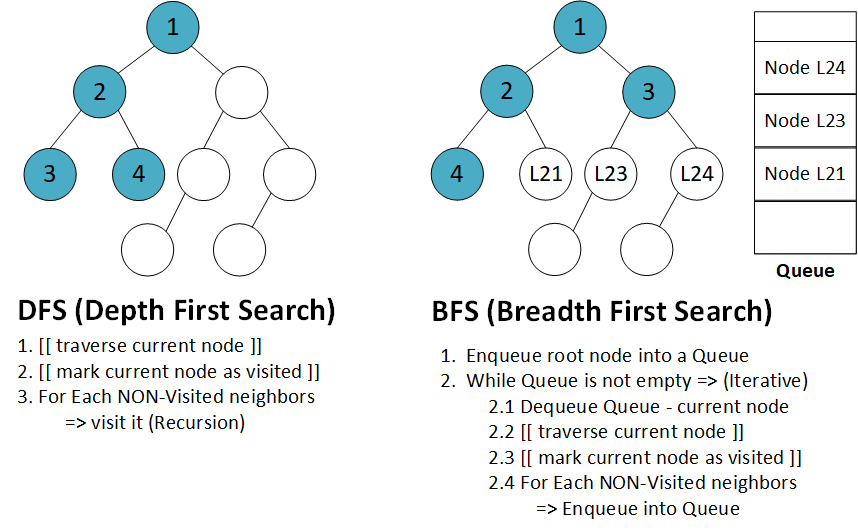 1
2
3
4
DFS (Depth First Search)
1. [[ traverse current node ]]
2. [[ mark current node as visited ]]
3. For Each NON-Visited neighbors
=> visit it (Recursion)
1
2
3
4
L21
L23
L24
Node L24
Node L23
Node L21
Queue
BFS (Breadth First Search)
1. Enqueue root node into a Queue
2. While Queue is not empty => (Iterative)
2.1 Dequeue Queue - current node
2.2 [[ traverse current node ]]
2.3 [[ mark current node as visited ]]
2.4 For Each NON-Visited neighbors
=> Enqueue into Queue